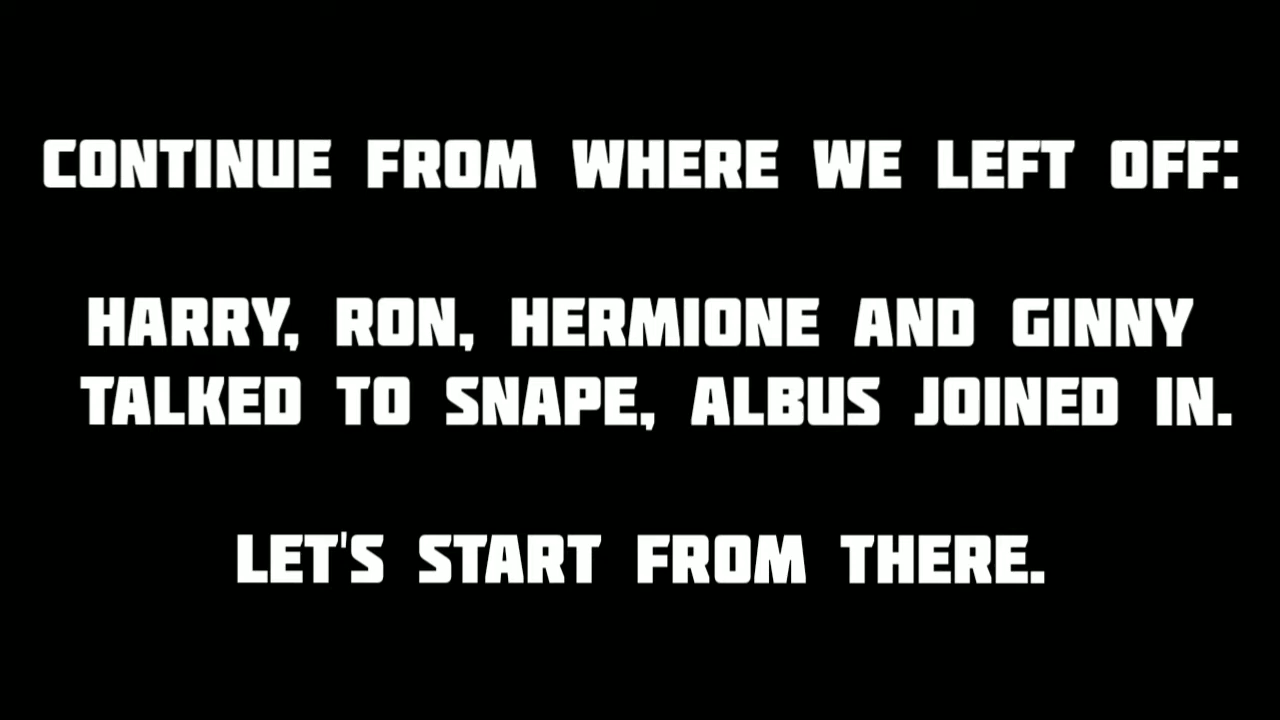 CONTINUE FROM WHERE WE LEFT OFF:
HARRY, RON, HERMIONE AND GINNY
TALKED TO SNAPE, ALBUS JOINED IN.
LET'S START FROM THERE.